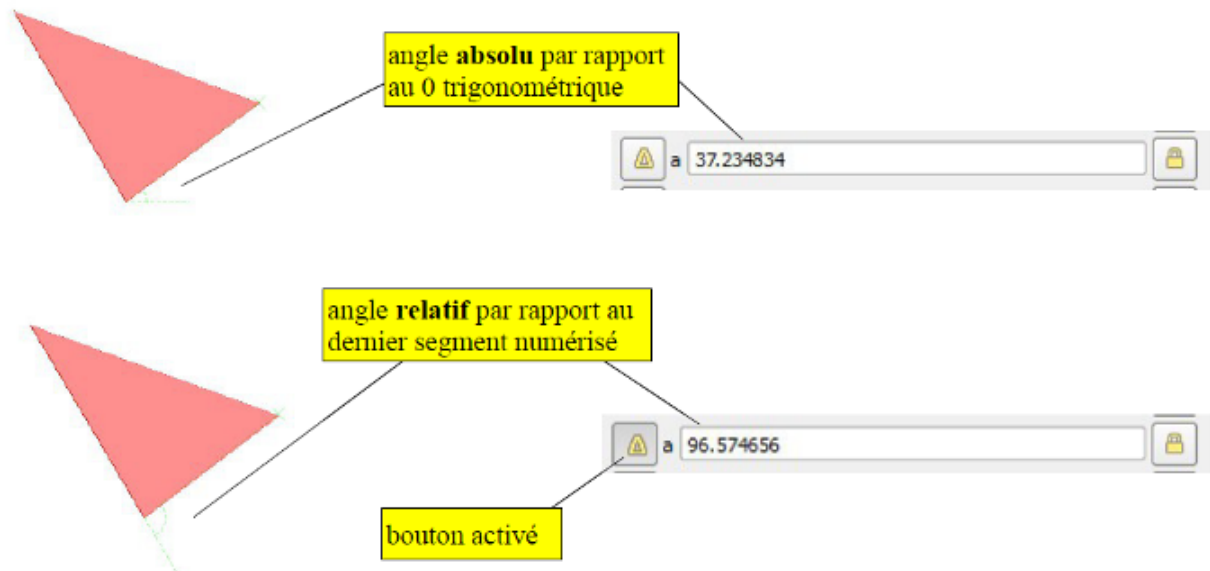 angle absolu par rapport
au 0 trigonométrique
a 37.234834
angle relatif par rapport au
dernier segment numérisé
a 96.574656
bouton activé